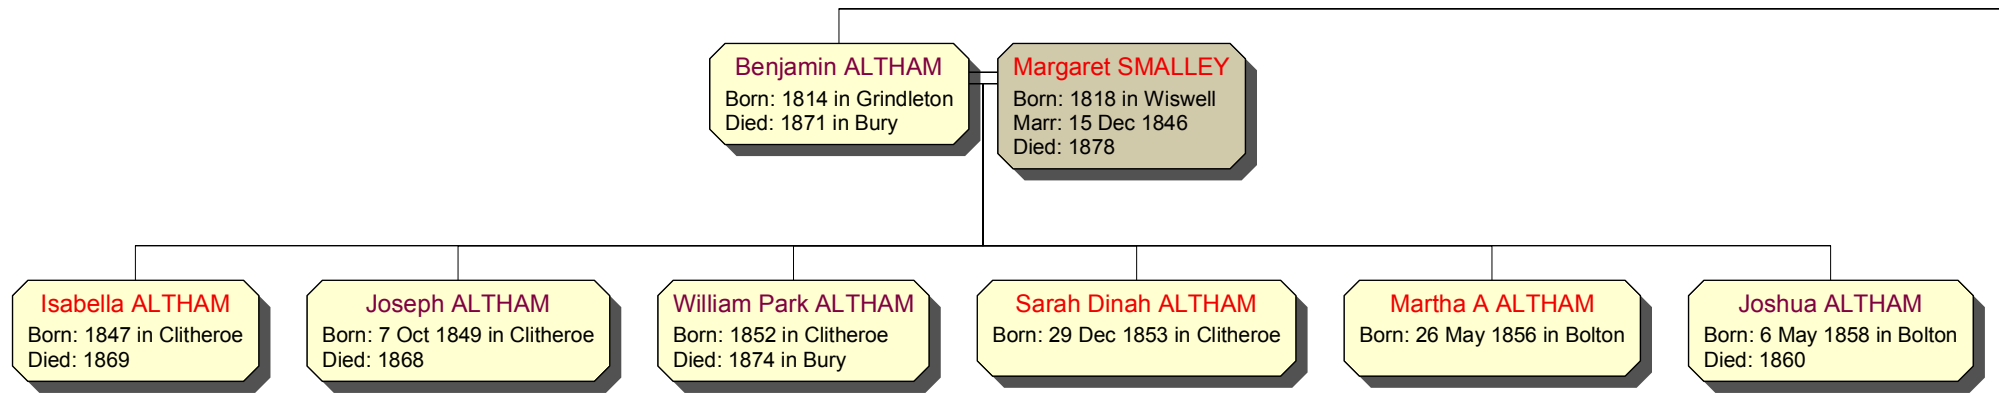 Benjamin ALTHAM
Born: 1814 in Grindleton
Died: 1871 in Bury
Margaret SMALLEY
Born: 1818 in Wiswell
Marr: 15 Dec 1846
Died: 1878
Isabella ALTHAM
Born: 1847 in Clitheroe
Died: 1869
Joseph ALTHAM
Born: 7 Oct 1849 in Clitheroe
Died: 1868
William Park ALTHAM
Born: 1852 in Clitheroe
Died: 1874 in Bury
Sarah Dinah ALTHAM
Born: 29 Dec 1853 in Clitheroe
Martha A ALTHAM
Born: 26 May 1856 in Bolton
Joshua ALTHAM
Born: 6 May 1858 in Bolton
Died: 1860